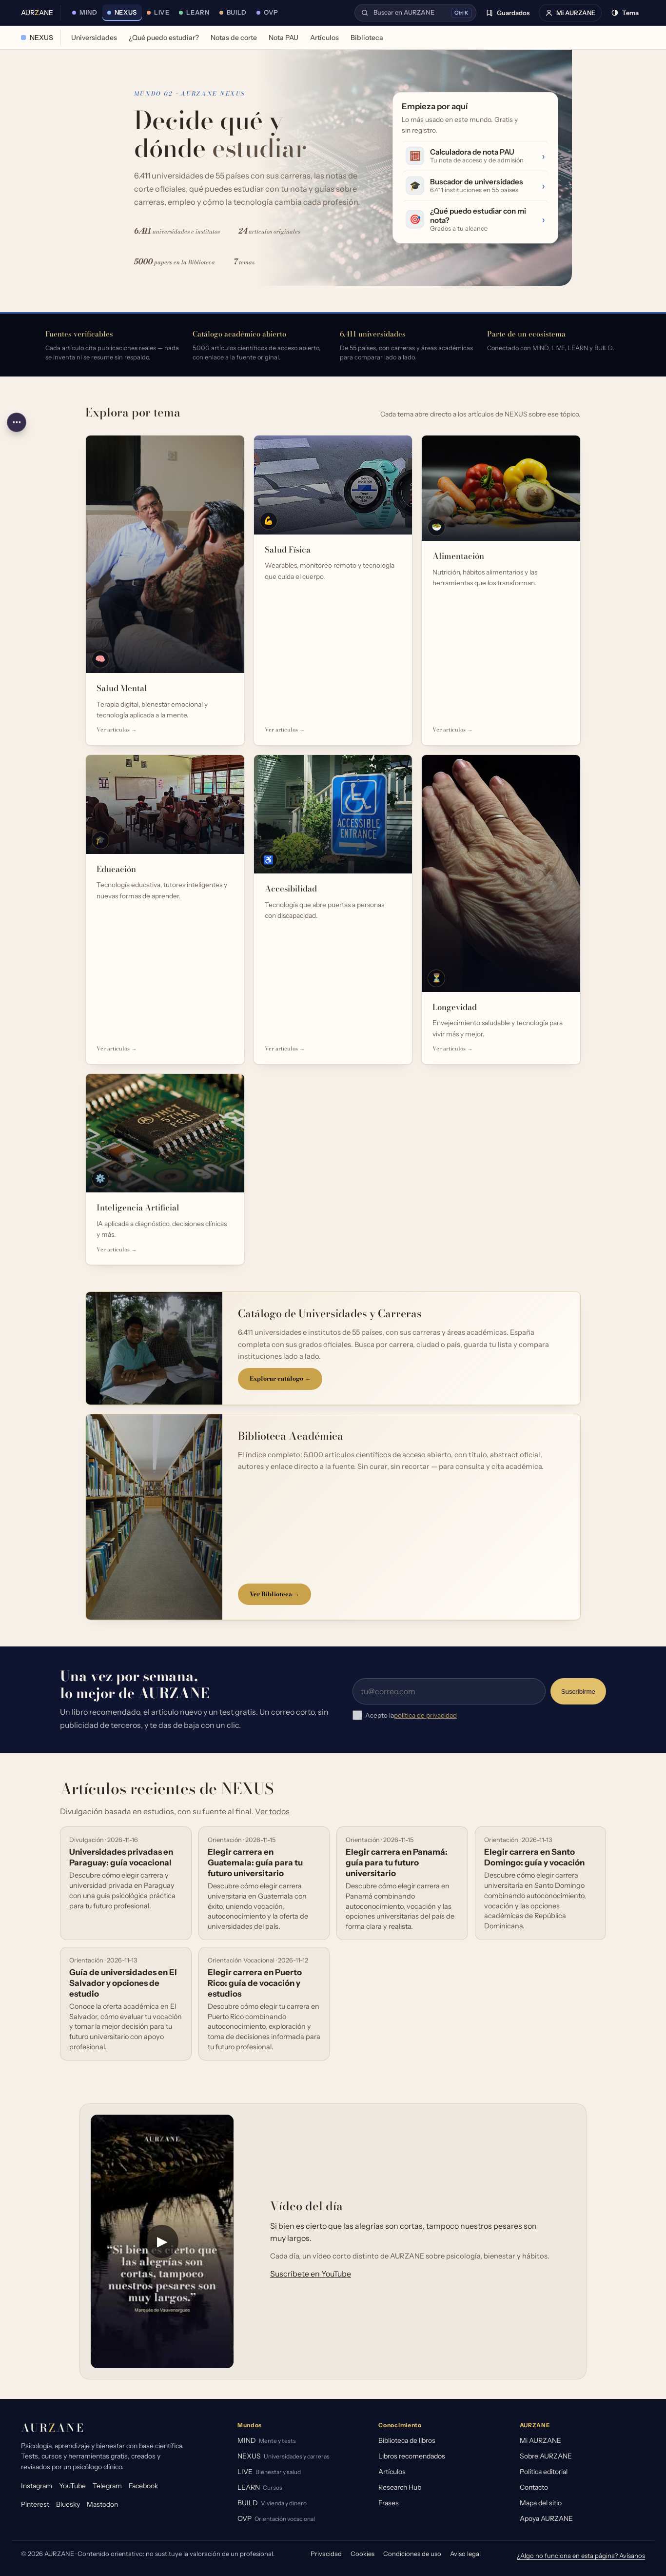 AURZANE
MIND
NEXUS
LIVE
LEARN
BUILD
OVP
Buscar en AURZANE
Ctrl K
Guardados
Mi AURZANE
Tema
NEXUS
Universidades
¿Qué puedo estudiar?
Notas de corte
Nota PAU
Artículos
Biblioteca
MUNDO 02 · AURZANE NEXUS
Decide qué y
dónde estudiar
6.411 universidades de 55 países con sus carreras, las notas de
corte oficiales, qué puedes estudiar con tu nota y guías sobre
carreras, empleo y cómo la tecnología cambia cada profesión.
6.411 universidades e institutos
24 artículos originales
5000 papers en la Biblioteca
7 temas
Empieza por aquí
Lo más usado en este mundo. Gratis y
sin registro.
Calculadora de nota PAU
Tu nota de acceso y de admisión
Buscador de universidades
6.411 instituciones en 55 países
¿Qué puedo estudiar con mi
nota?
Grados a tu alcance
Fuentes verificables
Cada artículo cita publicaciones reales — nada
se inventa ni se resume sin respaldo.
Catálogo académico abierto
5.000 artículos científicos de acceso abierto,
con enlace a la fuente original.
6.411 universidades
De 55 países, con carreras y áreas académicas
para comparar lado a lado.
Parte de un ecosistema
Conectado con MIND, LIVE, LEARN y BUILD.
Explora por tema
Cada tema abre directo a los artículos de NEXUS sobre ese tópico.
Salud Mental
Terapia digital, bienestar emocional y
tecnología aplicada a la mente.
Ver artículos →
Salud Física
Wearables, monitoreo remoto y tecnología
que cuida el cuerpo.
Ver artículos →
Alimentación
Nutrición, hábitos alimentarios y las
herramientas que los transforman.
Ver artículos →
Educación
Tecnología educativa, tutores inteligentes y
nuevas formas de aprender.
Ver artículos →
ACCESSIBLE
ENTRANCE
Accesibilidad
Tecnología que abre puertas a personas
con discapacidad.
Ver artículos →
Longevidad
Envejecimiento saludable y tecnología para
vivir más y mejor.
Ver artículos →
Inteligencia Artificial
IA aplicada a diagnóstico, decisiones clínicas
y más.
Ver artículos →
Catálogo de Universidades y Carreras
6.411 universidades e institutos de 55 países, con sus carreras y áreas académicas. España
completa con sus grados oficiales. Busca por carrera, ciudad o país, guarda tu lista y compara
instituciones lado a lado.
Explorar catálogo →
Biblioteca Académica
El índice completo: 5.000 artículos científicos de acceso abierto, con título, abstract oficial,
autores y enlace directo a la fuente. Sin curar, sin recortar — para consulta y cita académica.
Ver Biblioteca →
Una vez por semana,
lo mejor de AURZANE
Un libro recomendado, el artículo nuevo y un test gratis. Un correo corto, sin
publicidad de terceros, y te das de baja con un clic.
tu@correo.com
Suscribirme
Acepto la política de privacidad
Artículos recientes de NEXUS
Divulgación basada en estudios, con su fuente al final. Ver todos
Divulgación · 2026-11-16
Universidades privadas en
Paraguay: guía vocacional
Descubre cómo elegir carrera y
universidad privada en Paraguay
con una guía psicológica práctica
para tu futuro profesional.
Orientación · 2026-11-15
Elegir carrera en
Guatemala: guía para tu
futuro universitario
Descubre cómo elegir carrera
universitaria en Guatemala con
éxito, uniendo vocación,
autoconocimiento y la oferta de
universidades del país.
Orientación · 2026-11-15
Elegir carrera en Panamá:
guía para tu futuro
universitario
Descubre cómo elegir carrera en
Panamá combinando
autoconocimiento, vocación y las
opciones universitarias del país de
forma clara y realista.
Orientación · 2026-11-13
Elegir carrera en Santo
Domingo: guía y vocación
Descubre cómo elegir carrera
universitaria en Santo Domingo
combinando autoconocimiento,
vocación y las opciones
académicas de República
Dominicana.
Orientación · 2026-11-13
Guía de universidades en El
Salvador y opciones de
estudio
Conoce la oferta académica en El
Salvador, cómo evaluar tu vocación
y tomar la mejor decisión para tu
futuro universitario con apoyo
profesional.
Orientación Vocacional · 2026-11-12
Elegir carrera en Puerto
Rico: guía de vocación y
estudios
Descubre cómo elegir tu carrera en
Puerto Rico combinando
autoconocimiento, exploración y
toma de decisiones informada para
tu futuro profesional.
AURZANE
“Si bien es cierto que
las alegrías son
cortas, tampoco
nuestros pesares son
muy largos.”
Marqués de Vauvenargues
Vídeo del día
Si bien es cierto que las alegrías son cortas, tampoco nuestros pesares son
muy largos.
Cada día, un vídeo corto distinto de AURZANE sobre psicología, bienestar y hábitos.
Suscríbete en YouTube
AURZANE
Psicología, aprendizaje y bienestar con base científica.
Tests, cursos y herramientas gratis, creados y
revisados por un psicólogo clínico.
Instagram
YouTube
Telegram
Facebook
Pinterest
Bluesky
Mastodon
Mundos
MIND Mente y tests
NEXUS Universidades y carreras
LIVE Bienestar y salud
LEARN Cursos
BUILD Vivienda y dinero
OVP Orientación vocacional
Conocimiento
Biblioteca de libros
Libros recomendados
Artículos
Research Hub
Frases
AURZANE
Mi AURZANE
Sobre AURZANE
Política editorial
Contacto
Mapa del sitio
Apoya AURZANE
© 2026 AURZANE · Contenido orientativo: no sustituye la valoración de un profesional.
Privacidad
Cookies
Condiciones de uso
Aviso legal
¿Algo no funciona en esta página? Avísanos